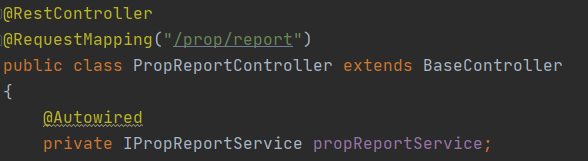 @RestController
@RequestMapping("/prop/report")
public class PropReportController extends BaseController
{
@Autowired
private IPropReportService propReportService;